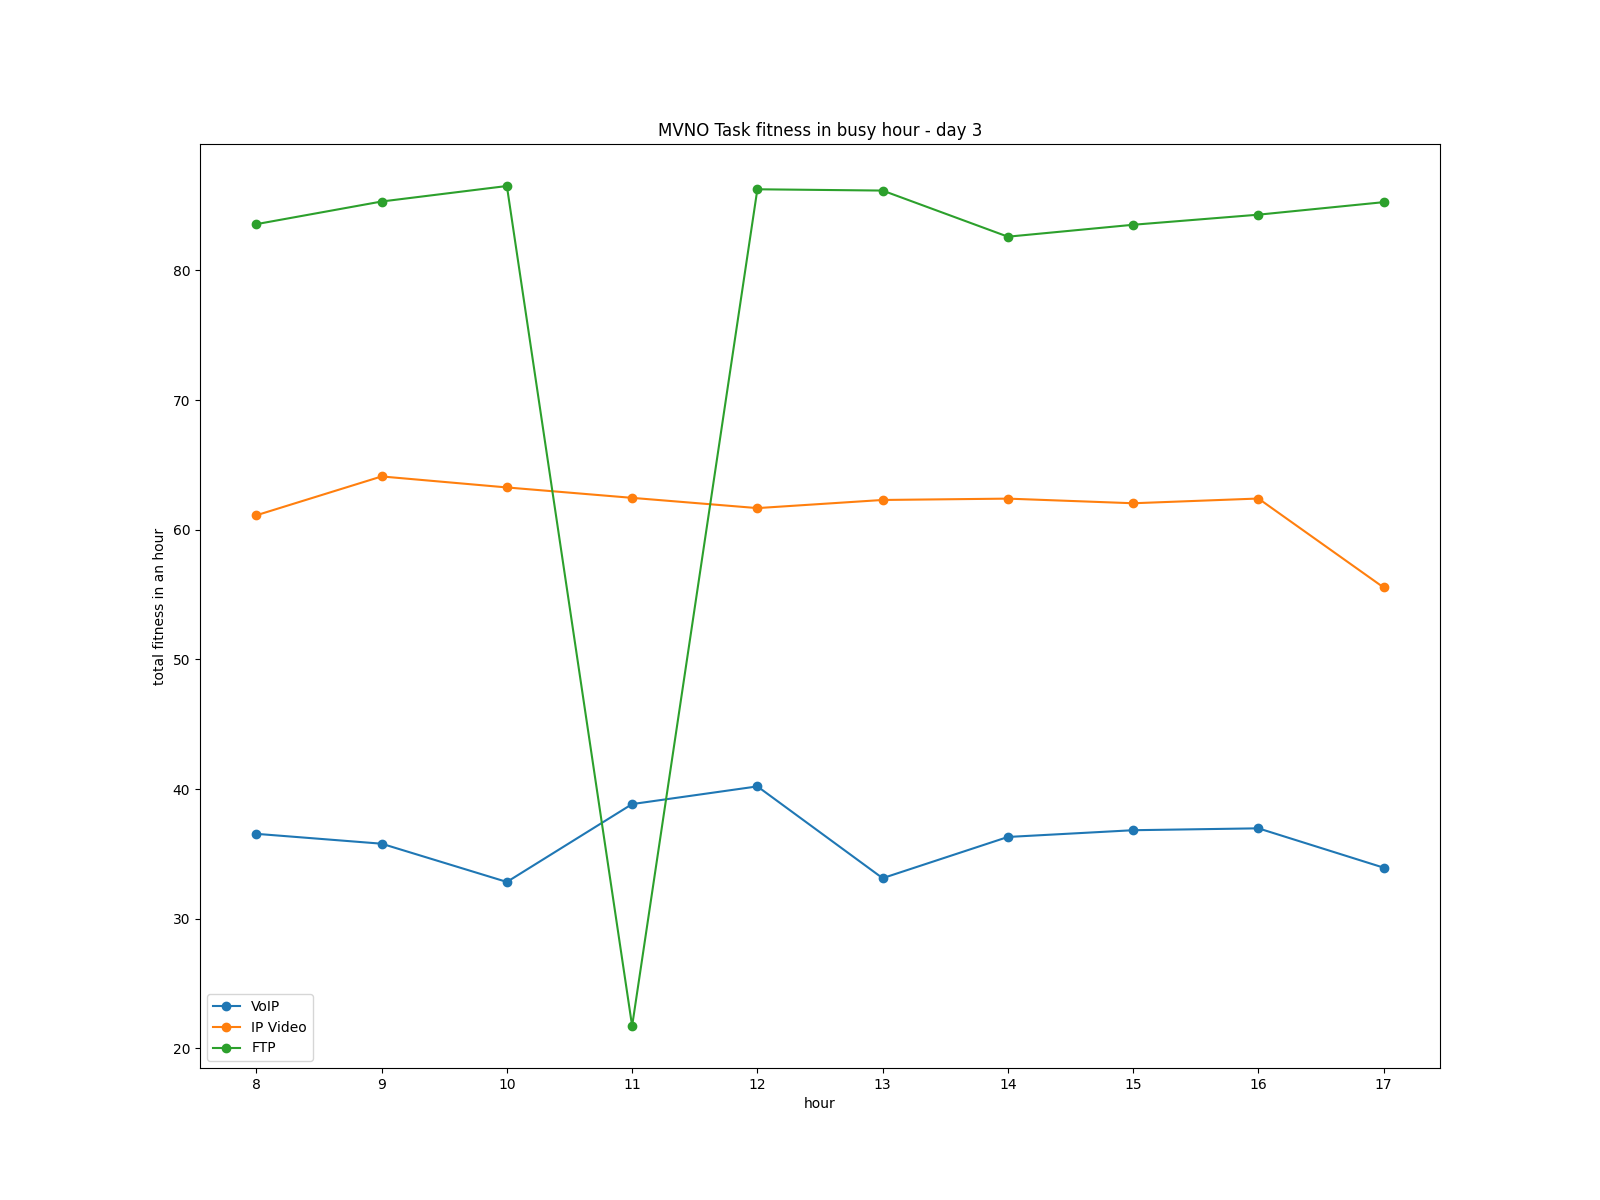 MVNO Task fitness in busy hour - day 3
total fitness in an hour
80
70
60
50
40
30
20
VoIP
IP Video
FTP
8 9 10 11 12 13 14 15 16 17
hour